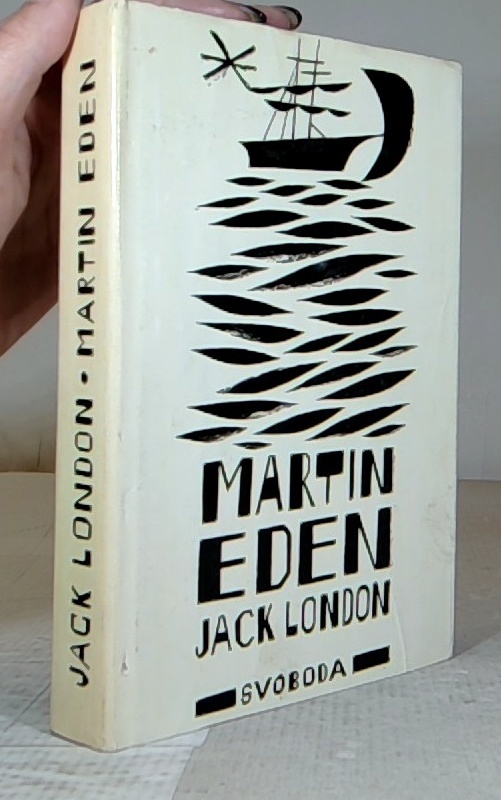 JACK LONDON • MARTIN EDEN
MARTIN
EDEN
JACK LONDON
SVOBODA